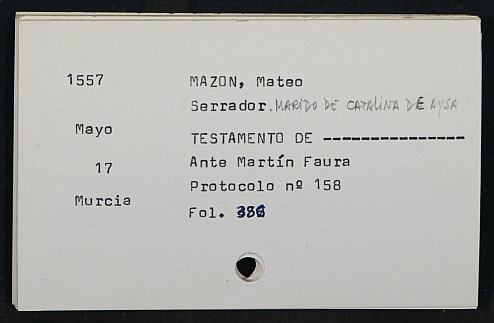 1557 MAZON, Mateo
Serrador. MARIDO DE CATALINA DE AYSA
Mayo TESTAMENTO DE ---------------
17 Ante Martín Faura
Protocolo nº 158
Murcia
Fol.